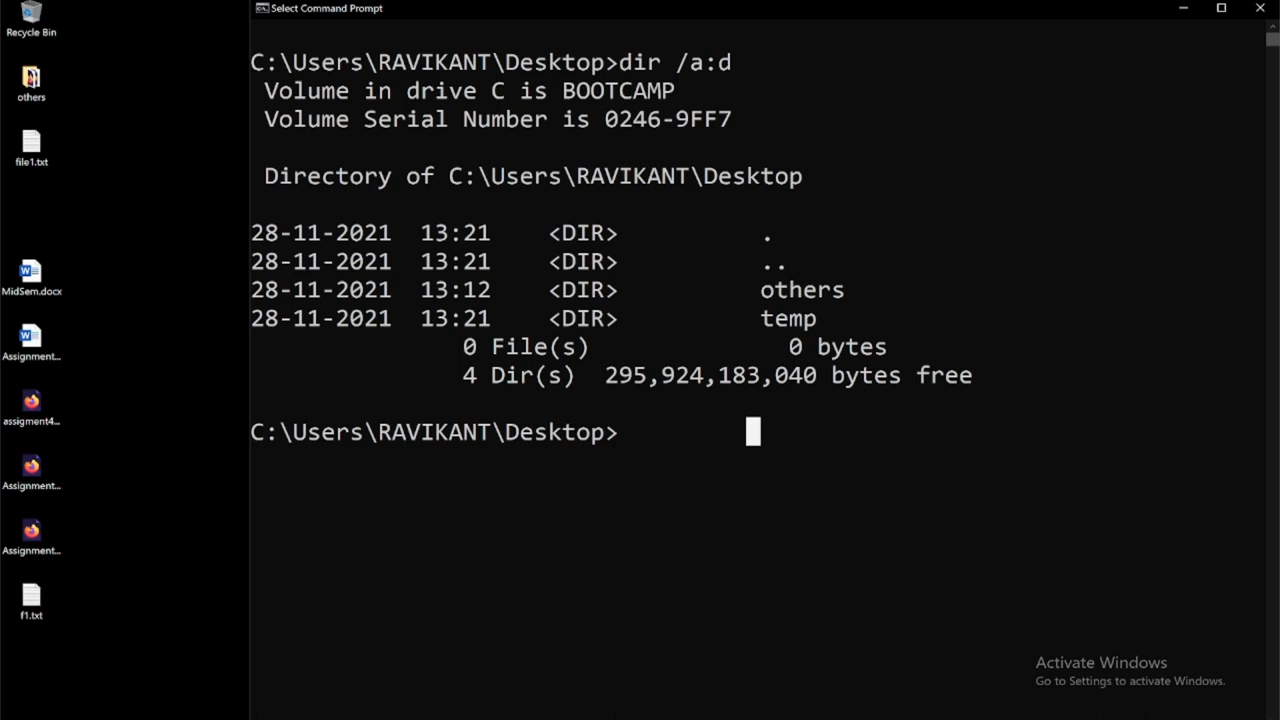 Recycle Bin
others
file1.txt
MidSem.docx
Assignment...
assigment4...
Assignment...
Assignment...
f1.txt
Select Command Prompt
C:\Users\RAVIKANT\Desktop>dir /a:d
Volume in drive C is BOOTCAMP
Volume Serial Number is 0246-9FF7
Directory of C:\Users\RAVIKANT\Desktop
28-11-2021 13:21 <DIR> .
28-11-2021 13:21 <DIR> ..
28-11-2021 13:12 <DIR> others
28-11-2021 13:21 <DIR> temp
0 File(s) 0 bytes
4 Dir(s) 295,924,183,040 bytes free
C:\Users\RAVIKANT\Desktop>
Activate Windows
Go to Settings to activate Windows.